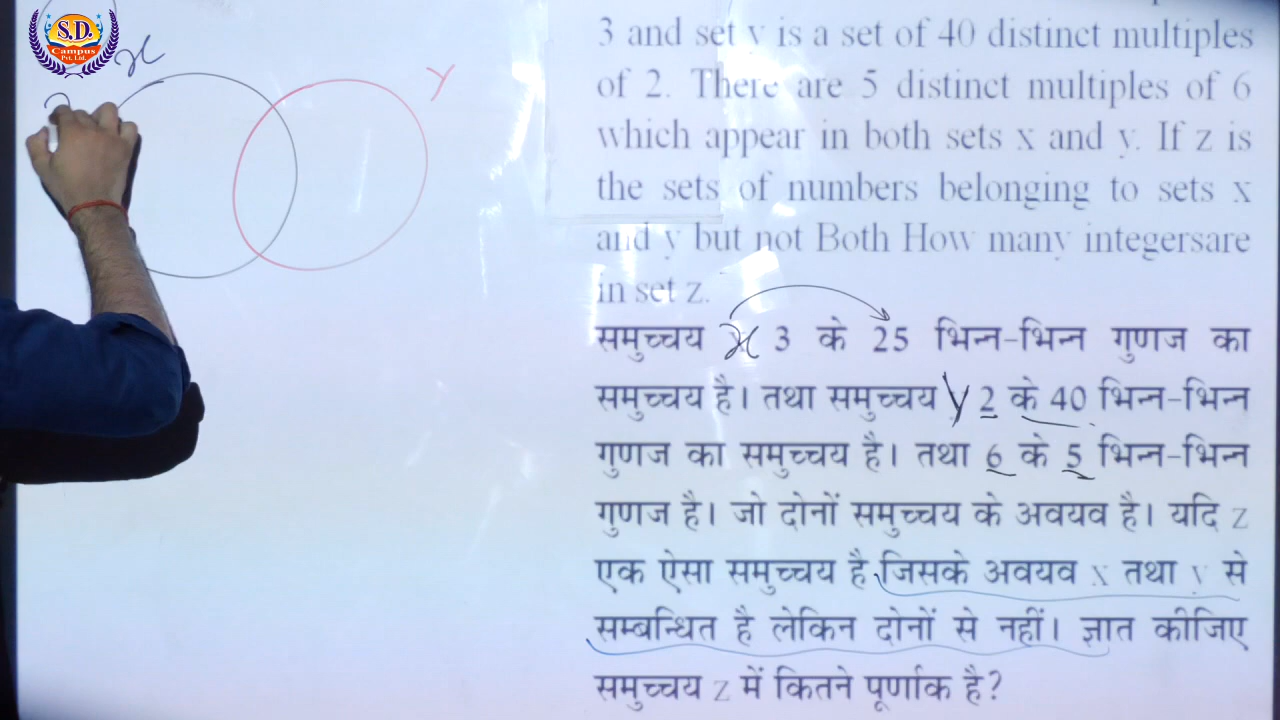 S.D.
Campus
Pvt. Ltd.
x
y
3 and set y is a set of 40 distinct multiples
of 2. There are 5 distinct multiples of 6
which appear in both sets x and y. If z is
the sets of numbers belonging to sets x
and y but not Both How many integersare
in set z.
समुच्चय x 3 के 25 भिन्न-भिन्न गुणज का
समुच्चय है। तथा समुच्चय y 2 के 40 भिन्न-भिन्न
गुणज का समुच्चय है। तथा 6 के 5 भिन्न-भिन्न
गुणज है। जो दोनों समुच्चय के अवयव है। यदि z
एक ऐसा समुच्चय है जिसके अवयव x तथा y से
सम्बन्धित है लेकिन दोनों से नहीं। ज्ञात कीजिए
समुच्चय z में कितने पूर्णाक है?